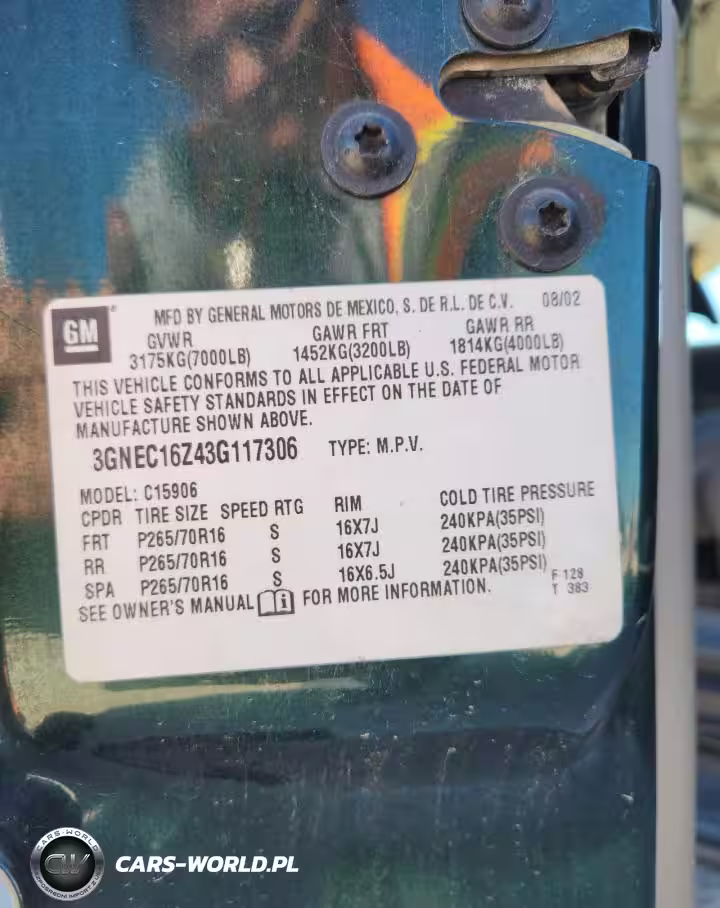 GM
MFD BY GENERAL MOTORS DE MEXICO, S. DE R.L. DE C.V. 08/02
GVWR GAWR FRT GAWR RR
3175KG(7000LB) 1452KG(3200LB) 1814KG(4000LB)
THIS VEHICLE CONFORMS TO ALL APPLICABLE U.S. FEDERAL MOTOR
VEHICLE SAFETY STANDARDS IN EFFECT ON THE DATE OF
MANUFACTURE SHOWN ABOVE.
3GNEC16Z43G117306 TYPE: M.P.V.
MODEL: C15906
CPDR TIRE SIZE SPEED RTG RIM COLD TIRE PRESSURE
FRT P265/70R16 S 16X7J 240KPA(35PSI)
RR P265/70R16 S 16X7J 240KPA(35PSI)
SPA P265/70R16 S 16X6.5J 240KPA(35PSI)
SEE OWNER'S MANUAL i FOR MORE INFORMATION.
F 128
T 383
CARS-WORLD
CW
CARS-WORLD.PL